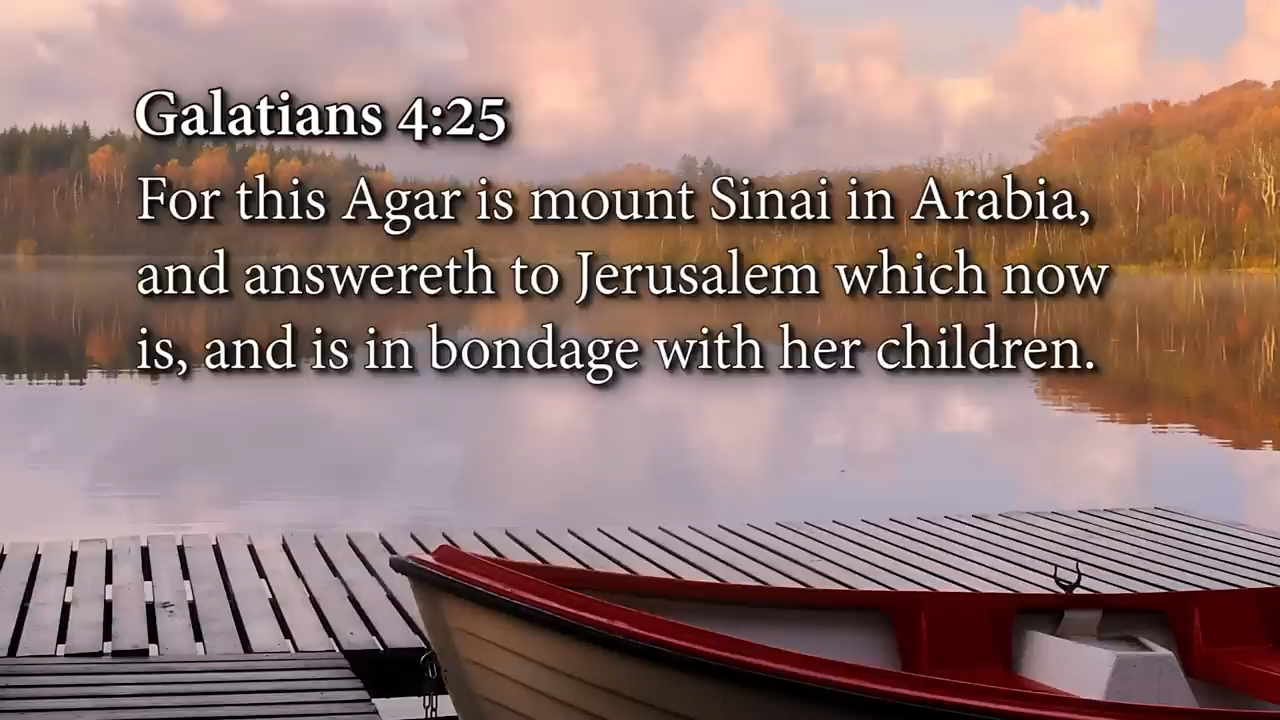 Galatians 4:25
For this Agar is mount Sinai in Arabia,
and answereth to Jerusalem which now
is, and is in bondage with her children.